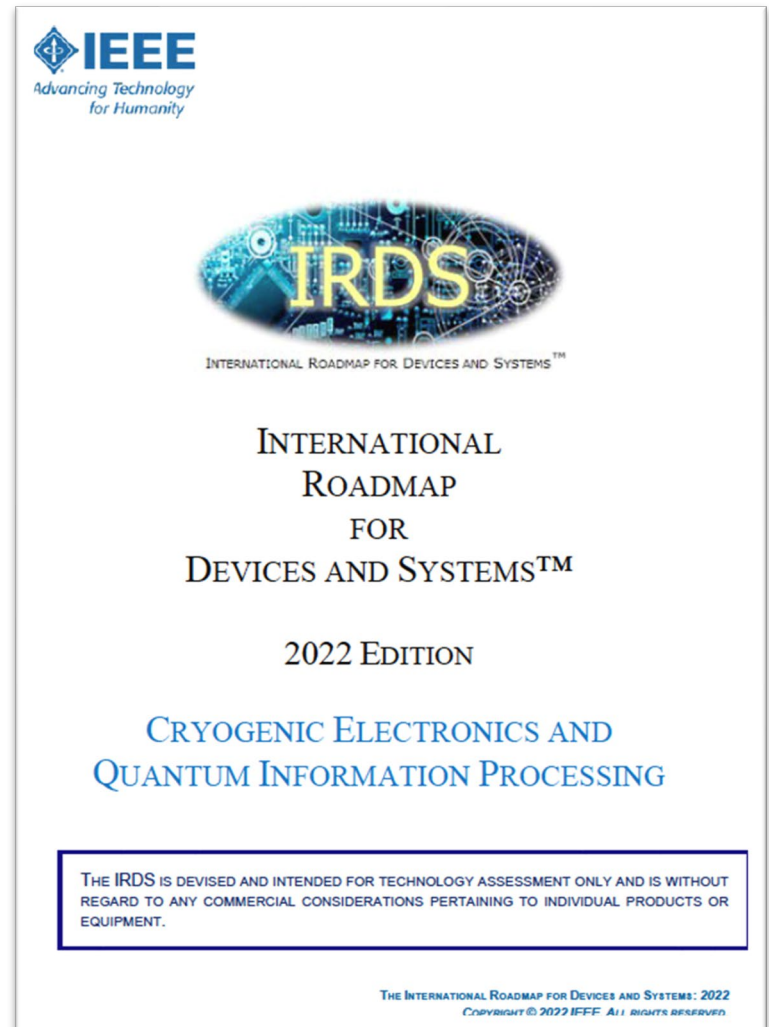 IEEE
Advancing Technology
for Humanity
IRDS
INTERNATIONAL ROADMAP FOR DEVICES AND SYSTEMS™
INTERNATIONAL
ROADMAP
FOR
DEVICES AND SYSTEMS™
2022 EDITION
CRYOGENIC ELECTRONICS AND
QUANTUM INFORMATION PROCESSING
THE IRDS IS DEVISED AND INTENDED FOR TECHNOLOGY ASSESSMENT ONLY AND IS WITHOUT
REGARD TO ANY COMMERCIAL CONSIDERATIONS PERTAINING TO INDIVIDUAL PRODUCTS OR
EQUIPMENT.
THE INTERNATIONAL ROADMAP FOR DEVICES AND SYSTEMS: 2022
COPYRIGHT © 2022 IEEE. ALL RIGHTS RESERVED.